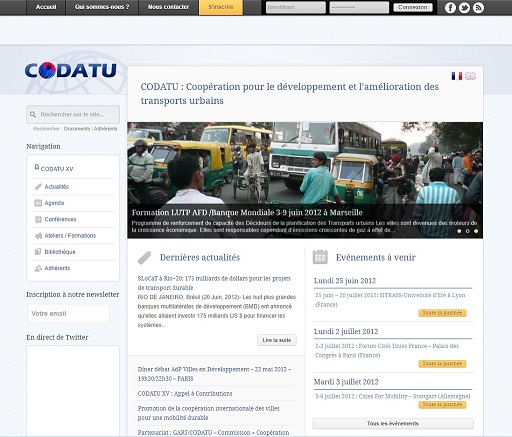 Accueil
Qui sommes-nous ?
Nous contacter
S'inscrire
Identifiant
Connexion
CODATU
CODATU : Coopération pour le développement et l'amélioration des
transports urbains
Rechercher sur le site...
Rechercher Documents | Adhérents
Navigation
CODATU XV
Actualités
Agenda
Conférences
Ateliers / Formations
Bibliothèque
Adhérents
Inscription à notre newsletter
Votre email
En direct de Twitter
Formation LUTP AFD /Banque Mondiale 3-9 juin 2012 à Marseille
Programme de renforcement de capacité des Décideurs de la planification des Transports urbains Les villes sont devenues des moteurs de
la croissance économique. Elles sont responsables cependant d'émissions croissantes de gaz à effet de...
Dernières actualités
SLoCaT à Rio+20: 175 milliards de dollars pour les projets
de transport durable
RIO DE JANEIRO, Brésil (20 Juin, 2012)- Les huit plus grandes
banques multilatérales de développement (BMD) ont annoncé
qu'elles allaient investir 175 milliards US $ pour financer les
systèmes...
Lire la suite
Diner débat AdP Villes en Développement – 22 mai 2012 –
19h30/22h30 – PARIS
CODATU XV : Appel à Contributions
Promotion de la coopération internationale des villes
pour une mobilité durable
Partenariat : GART/CODATU – Commission « Coopération
Evénements à venir
Lundi 25 juin 2012
25 juin – 20 juillet 2012: SITRASS-Université d'Eté à Lyon
(France)
Toute la journée
Lundi 2 juillet 2012
2-3 juillet 2012 : Forum Cités Unies France – Palais des
Congrès à Paris (France)
Toute la journée
Mardi 3 juillet 2012
3-6 juillet 2012 : Cities For Mobility – Stuttgart (Allemagne)
Toute la journée
Tous les événements